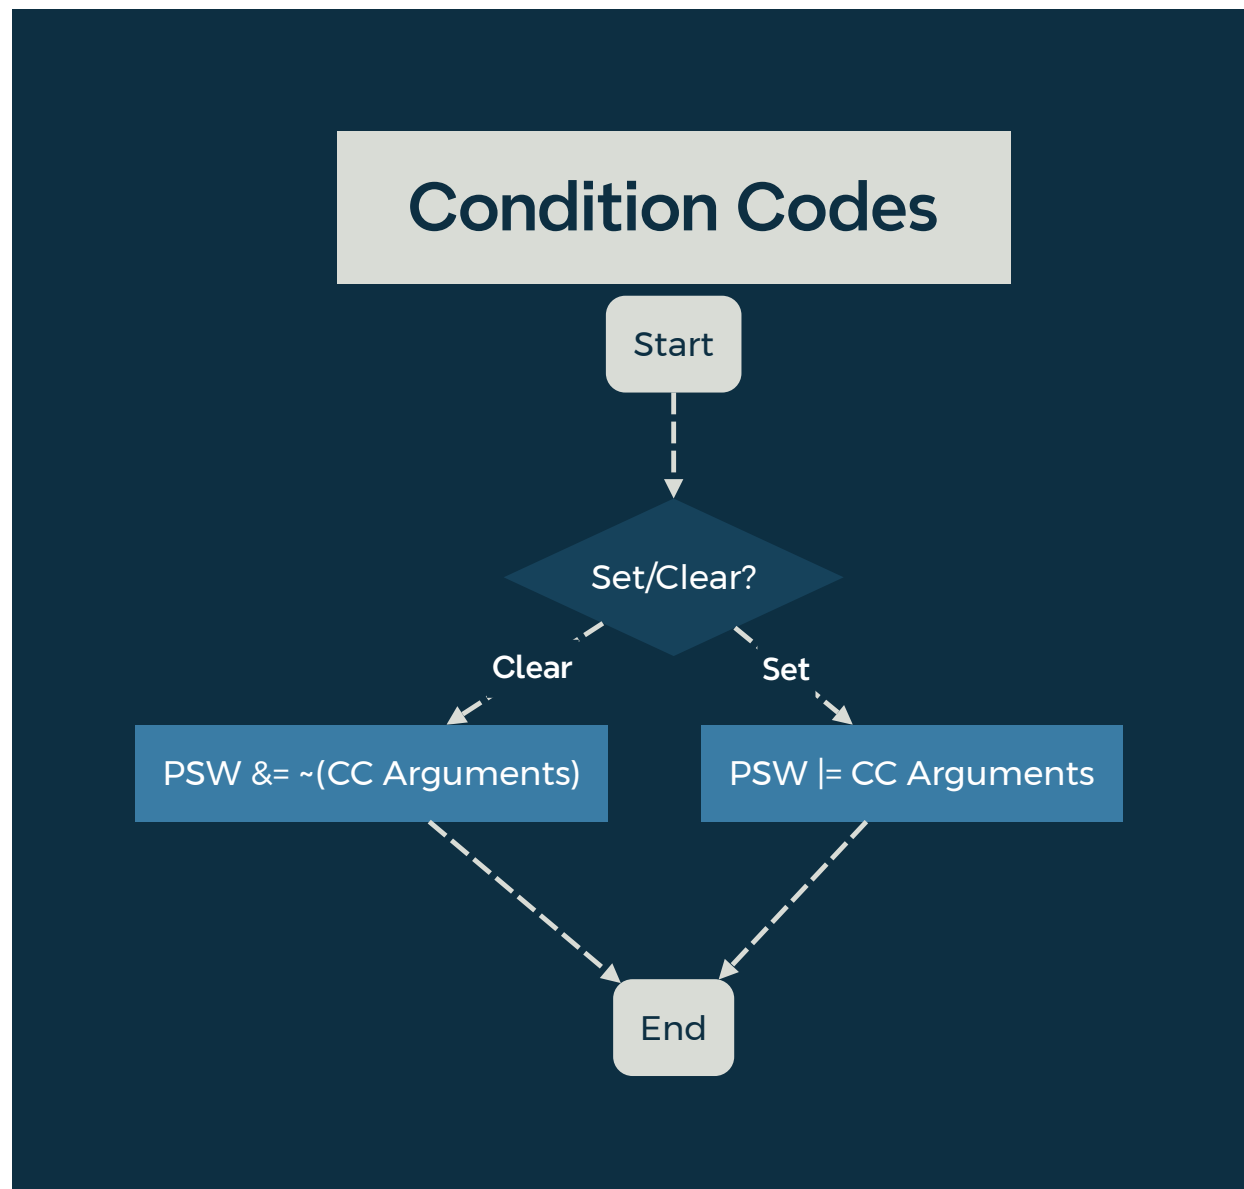 Condition Codes
Start
Set/Clear?
Clear
Set
PSW &= ~(CC Arguments)
PSW |= CC Arguments
End